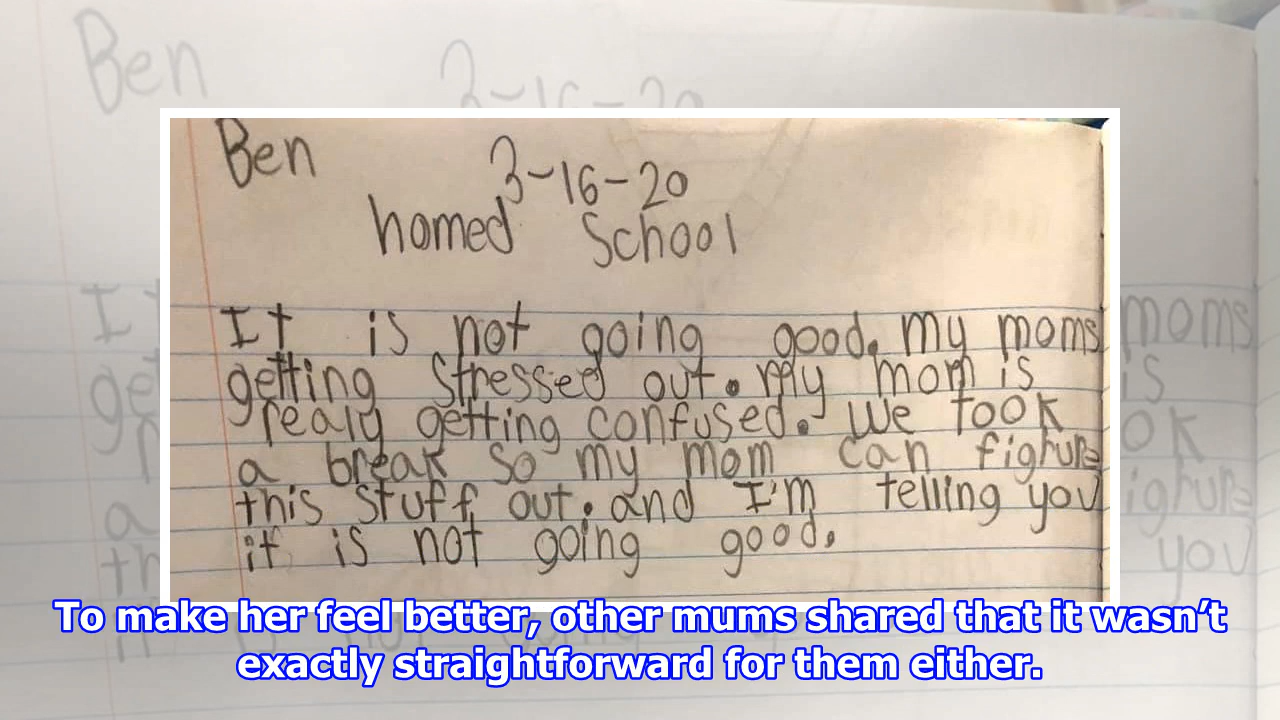 Ben
3-16-20
homed School
It is not going good. my moms
getting stressed out. My mom is
realy getting confused. We took
a break so my mom can figrure
this stuff out. and I'm telling you
it is not going good.
To make her feel better, other mums shared that it wasn’t
exactly straightforward for them either.